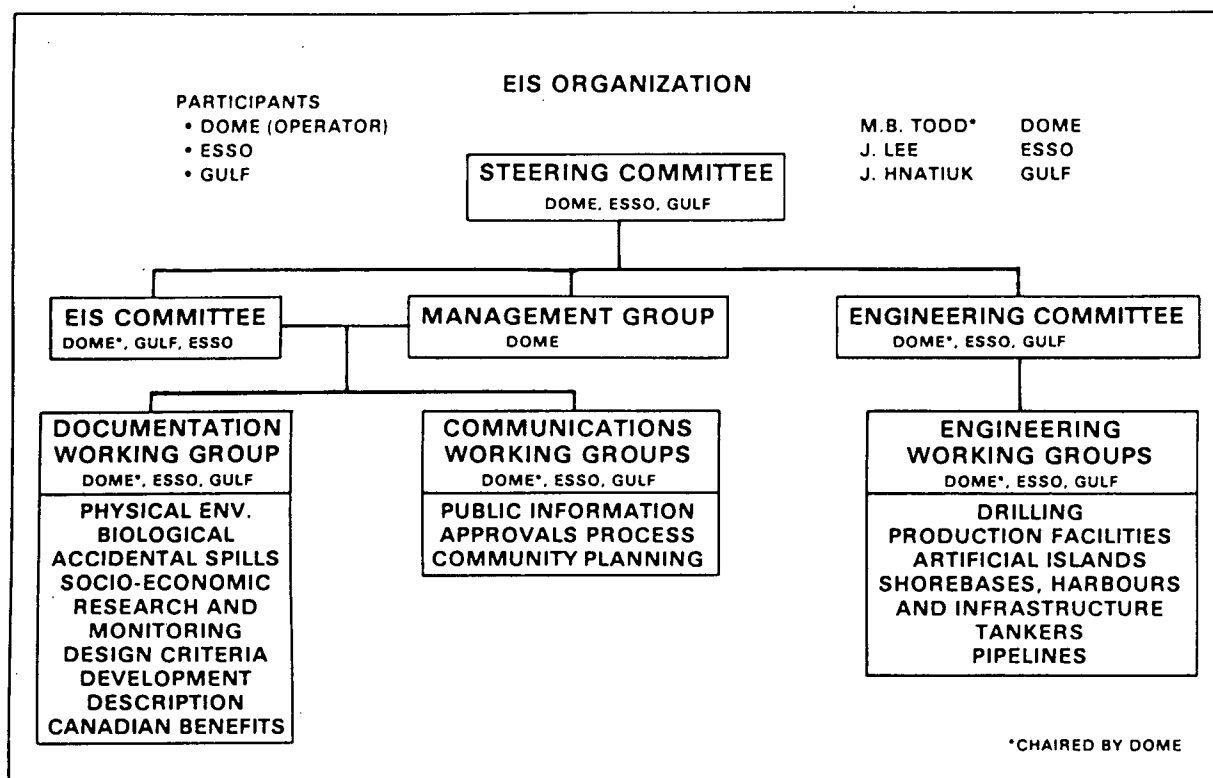 EIS ORGANIZATION
PARTICIPANTS
• DOME (OPERATOR)
• ESSO
• GULF
M.B. TODD* DOME
J. LEE ESSO
J. HNATIUK GULF
STEERING COMMITTEE
DOME, ESSO, GULF
EIS COMMITTEE
DOME*, GULF, ESSO
MANAGEMENT GROUP
DOME
ENGINEERING COMMITTEE
DOME*, ESSO, GULF
DOCUMENTATION
WORKING GROUP
DOME*, ESSO, GULF
PHYSICAL ENV.
BIOLOGICAL
ACCIDENTAL SPILLS
SOCIO-ECONOMIC
RESEARCH AND
MONITORING
DESIGN CRITERIA
DEVELOPMENT
DESCRIPTION
CANADIAN BENEFITS
COMMUNICATIONS
WORKING GROUPS
DOME*, ESSO, GULF
PUBLIC INFORMATION
APPROVALS PROCESS
COMMUNITY PLANNING
ENGINEERING
WORKING GROUPS
DOME*, ESSO, GULF
DRILLING
PRODUCTION FACILITIES
ARTIFICIAL ISLANDS
SHOREBASES, HARBOURS
AND INFRASTRUCTURE
TANKERS
PIPELINES
*CHAIRED BY DOME